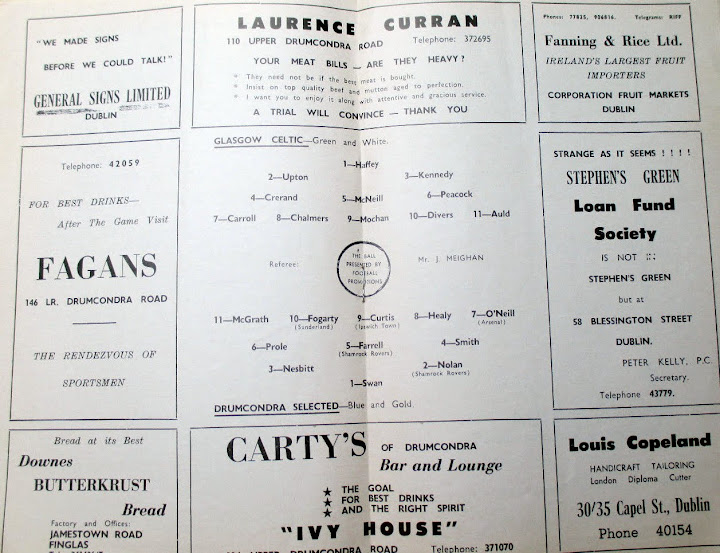 "WE MADE SIGNS
BEFORE WE COULD TALK!"
GENERAL SIGNS LIMITED
DUBLIN
LAURENCE CURRAN
110 UPPER DRUMCONDRA ROAD Telephone: 372695
YOUR MEAT BILLS — ARE THEY HEAVY?
* They need not be if the best meat is bought.
* Insist on top quality beef and mutton aged to perfection.
* I want you to enjoy it along with attentive and gracious service.
A TRIAL WILL CONVINCE — THANK YOU
Phones: 77835, 906816. Telegrams: RIFF
Fanning & Rice Ltd.
IRELAND'S LARGEST FRUIT
IMPORTERS
CORPORATION FRUIT MARKETS
DUBLIN
Telephone: 42059
FOR BEST DRINKS—
After The Game Visit
FAGANS
146 LR. DRUMCONDRA ROAD
THE RENDEZVOUS OF
SPORTSMEN
GLASGOW CELTIC—Green and White.
1—Haffey
2—Upton 3—Kennedy
4—Crerand 5—McNeill 6—Peacock
7—Carroll 8—Chalmers 9—Mochan 10—Divers 11—Auld
Referee: Mr. J. MEIGHAN
THE BALL
PRESENTED BY
FOOTBALL
PROMOTIONS
11—McGrath 10—Fogarty 9—Curtis 8—Healy 7—O'Neill
(Sunderland) (Ipswich Town) (Arsenal)
6—Prole 5—Farrell 4—Smith
(Shamrock Rovers)
3—Nesbitt 2—Nolan
(Shamrock Rovers)
1—Swan
DRUMCONDRA SELECTED—Blue and Gold.
STRANGE AS IT SEEMS ! ! ! !
STEPHEN'S GREEN
Loan Fund
Society
IS NOT
STEPHEN'S GREEN
but at
58 BLESSINGTON STREET
DUBLIN.
PETER KELLY, P.C.
Secretary.
Telephone 43779.
Bread at its Best
Downes
BUTTERKRUST
Bread
Factory and Offices:
JAMESTOWN ROAD
FINGLAS
CARTY'S OF DRUMCONDRA
Bar and Lounge
★ THE GOAL
★ FOR BEST DRINKS
★ AND THE RIGHT SPIRIT
"IVY HOUSE"
UPPER DRUMCONDRA ROAD Telephone: 371070
Louis Copeland
HANDICRAFT TAILORING
London Diploma Cutter
30/35 Capel St., Dublin
Phone 40154